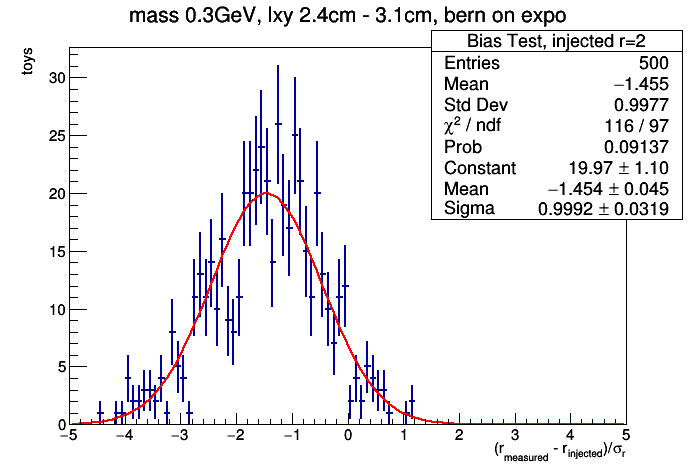 mass 0.3GeV, lxy 2.4cm - 3.1cm, bern on expo
Bias Test, injected r=2
Entries 500
Mean −1.455
Std Dev 0.9977
χ² / ndf 116 / 97
Prob 0.09137
Constant 19.97 ± 1.10
Mean −1.454 ± 0.045
Sigma 0.9992 ± 0.0319
toys
30
25
20
15
10
5
0
−5 −4 −3 −2 −1 0 1 2 3 4 5
(r_measured - r_injected)/σ_r